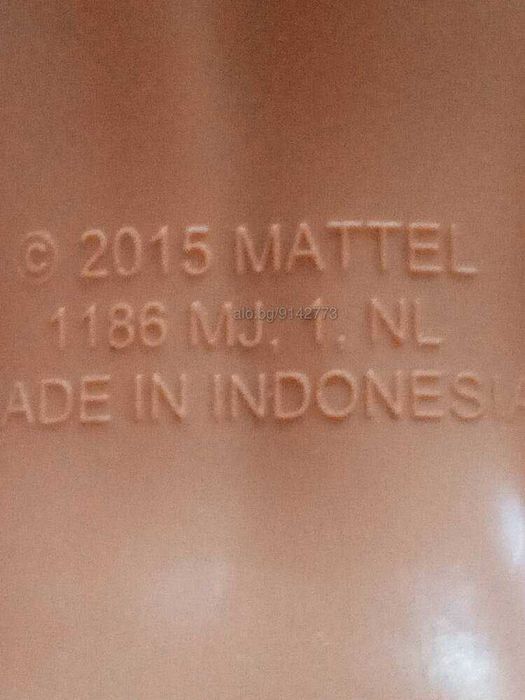 © 2015 MATTEL
1186 MJ. 1. NL
ADE IN INDONESIA
alo.bg/9142773